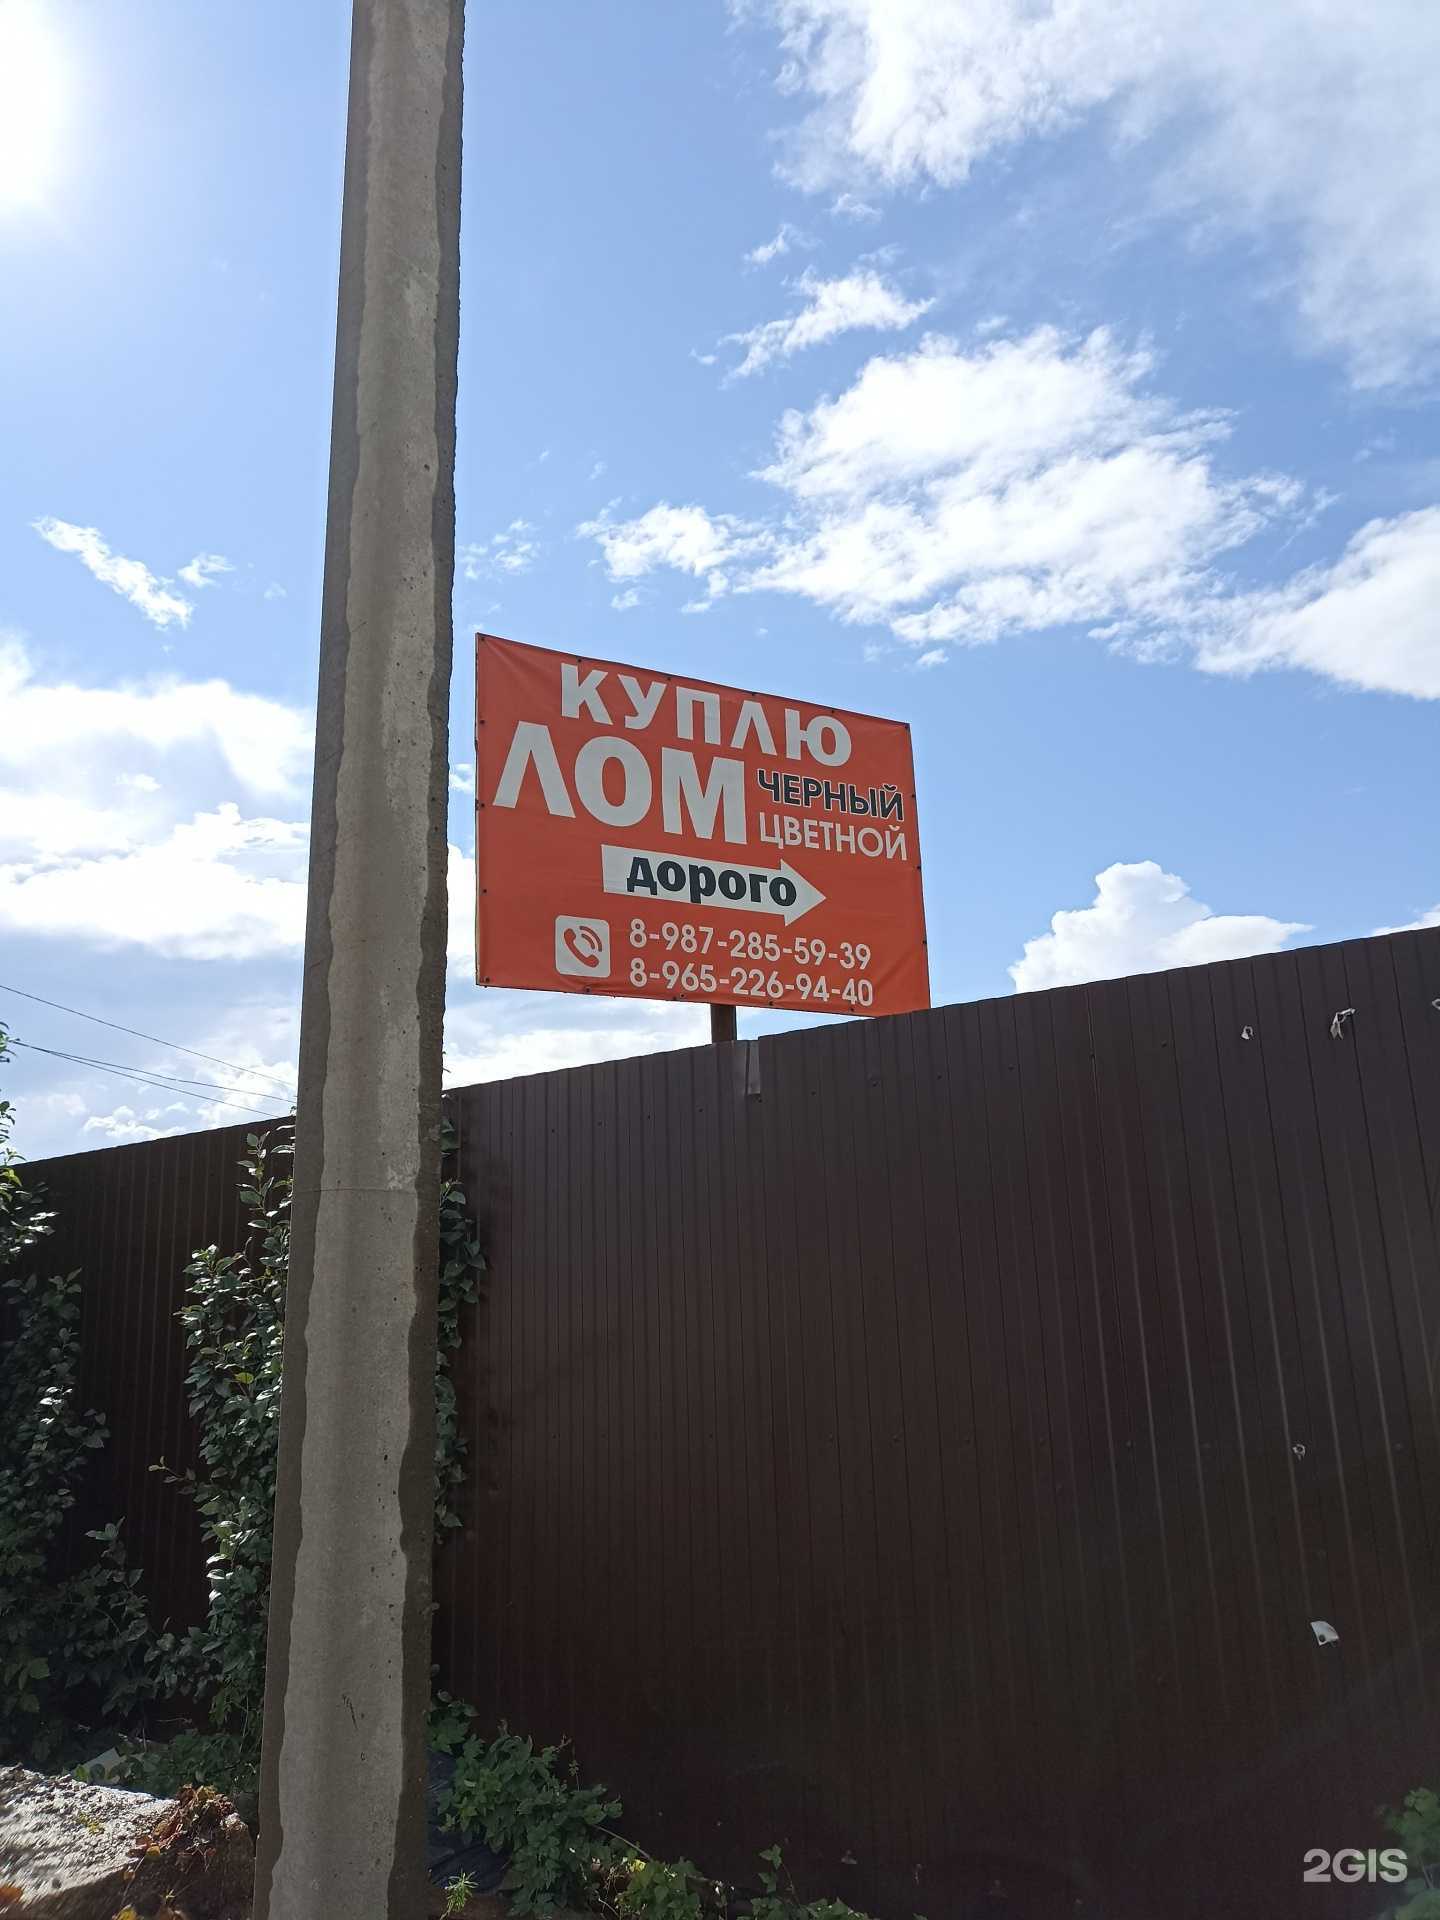 КУПЛЮ
ЛОМ ЧЕРНЫЙ
ЦВЕТНОЙ
дорого
8-987-285-59-39
8-965-226-94-40
2GIS